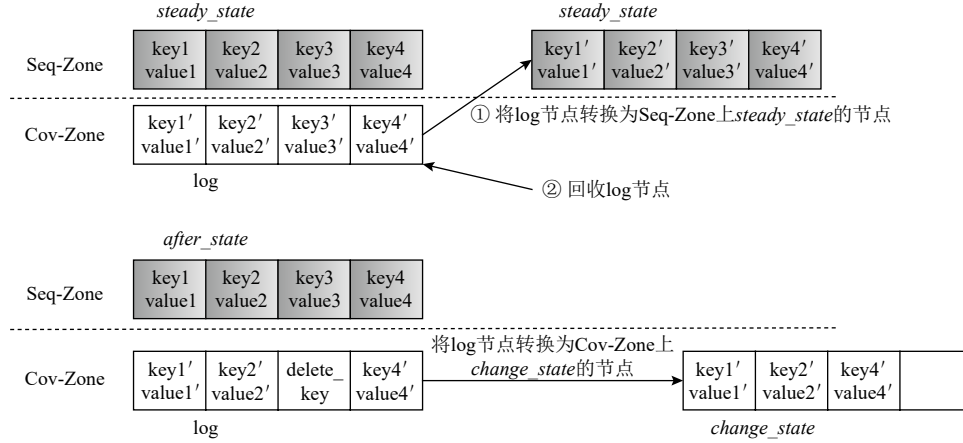 steady_state
steady_state
Seq-Zone
key1 key2 key3 key4
value1 value2 value3 value4
key1′ key2′ key3′ key4′
value1′ value2′ value3′ value4′
Cov-Zone
key1′ key2′ key3′ key4′
value1′ value2′ value3′ value4′
log
① 将log节点转换为Seq-Zone上steady_state的节点
② 回收log节点
after_state
Seq-Zone
key1 key2 key3 key4
value1 value2 value3 value4
Cov-Zone
key1′ key2′ delete_ key4′
value1′ value2′ key value4′
log
将log节点转换为Cov-Zone上
change_state的节点
key1′ key2′ key4′
value1′ value2′ value4′
change_state